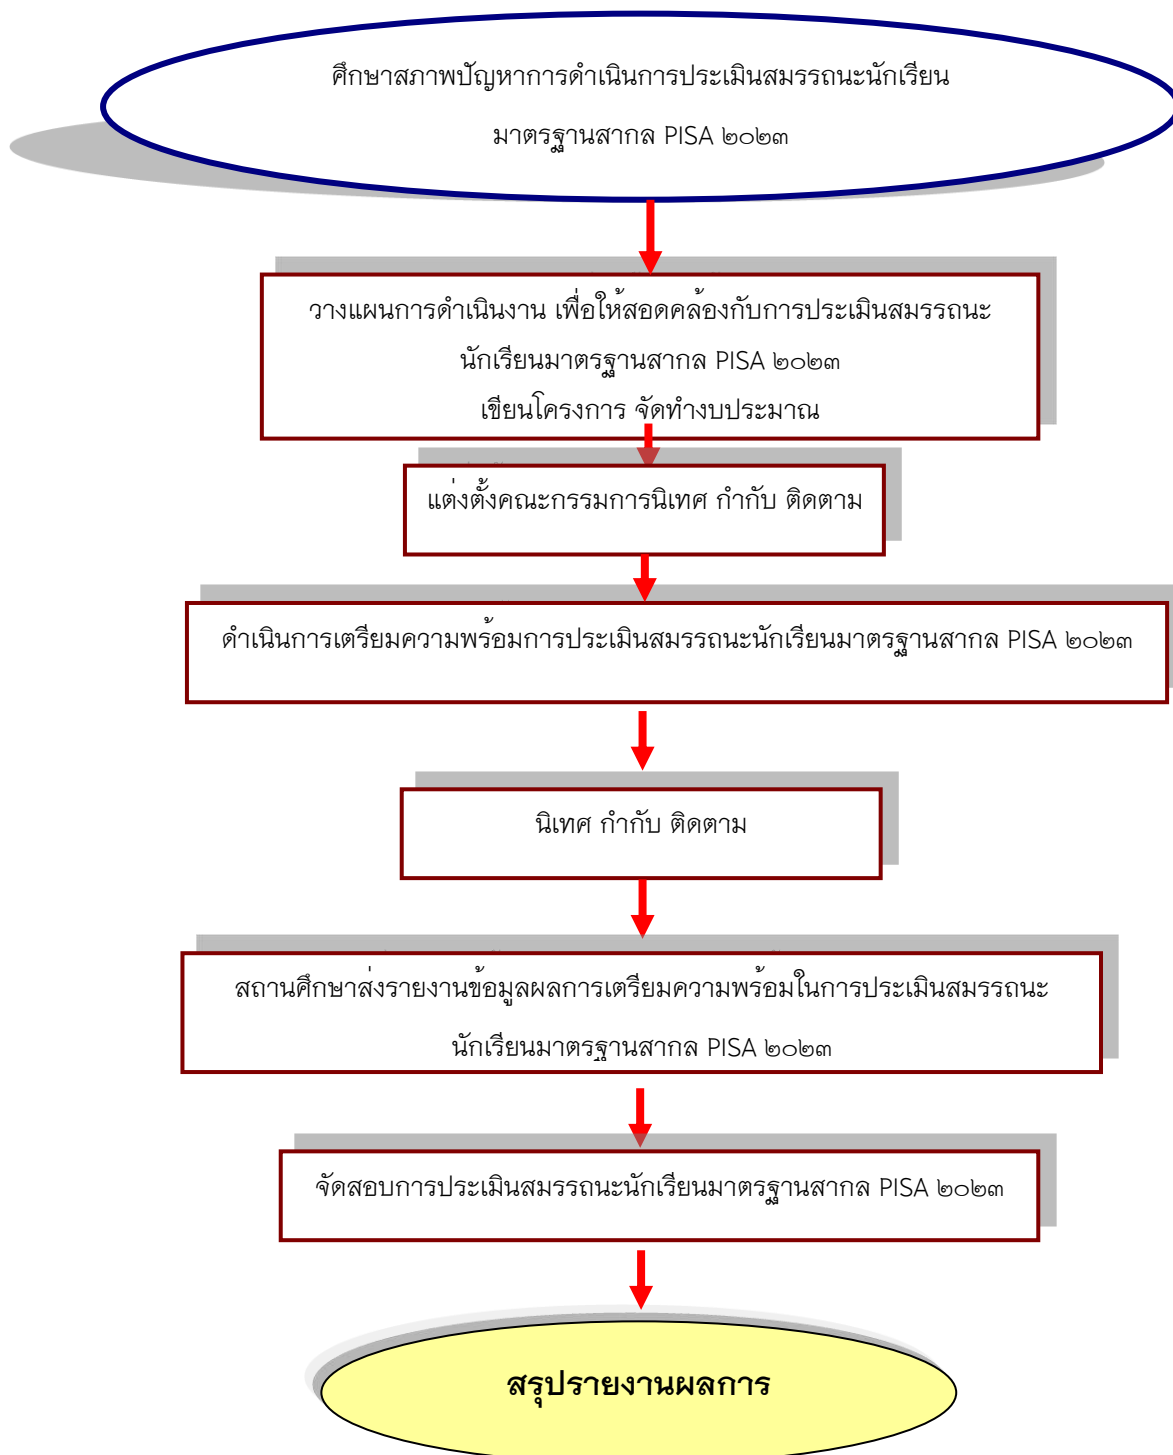 ศึกษาสภาพปัญหาการดำเนินการประเมินสมรรถนะนักเรียน
มาตรฐานสากล PISA ๒๐๒๓
วางแผนการดำเนินงาน เพื่อให้สอดคล้องกับการประเมินสมรรถนะ
นักเรียนมาตรฐานสากล PISA ๒๐๒๓
เขียนโครงการ จัดทำงบประมาณ
แต่งตั้งคณะกรรมการนิเทศ กำกับ ติดตาม
ดำเนินการเตรียมความพร้อมการประเมินสมรรถนะนักเรียนมาตรฐานสากล PISA ๒๐๒๓
นิเทศ กำกับ ติดตาม
สถานศึกษาส่งรายงานข้อมูลผลการเตรียมความพร้อมในการประเมินสมรรถนะ
นักเรียนมาตรฐานสากล PISA ๒๐๒๓
จัดสอบการประเมินสมรรถนะนักเรียนมาตรฐานสากล PISA ๒๐๒๓
สรุปรายงานผลการ